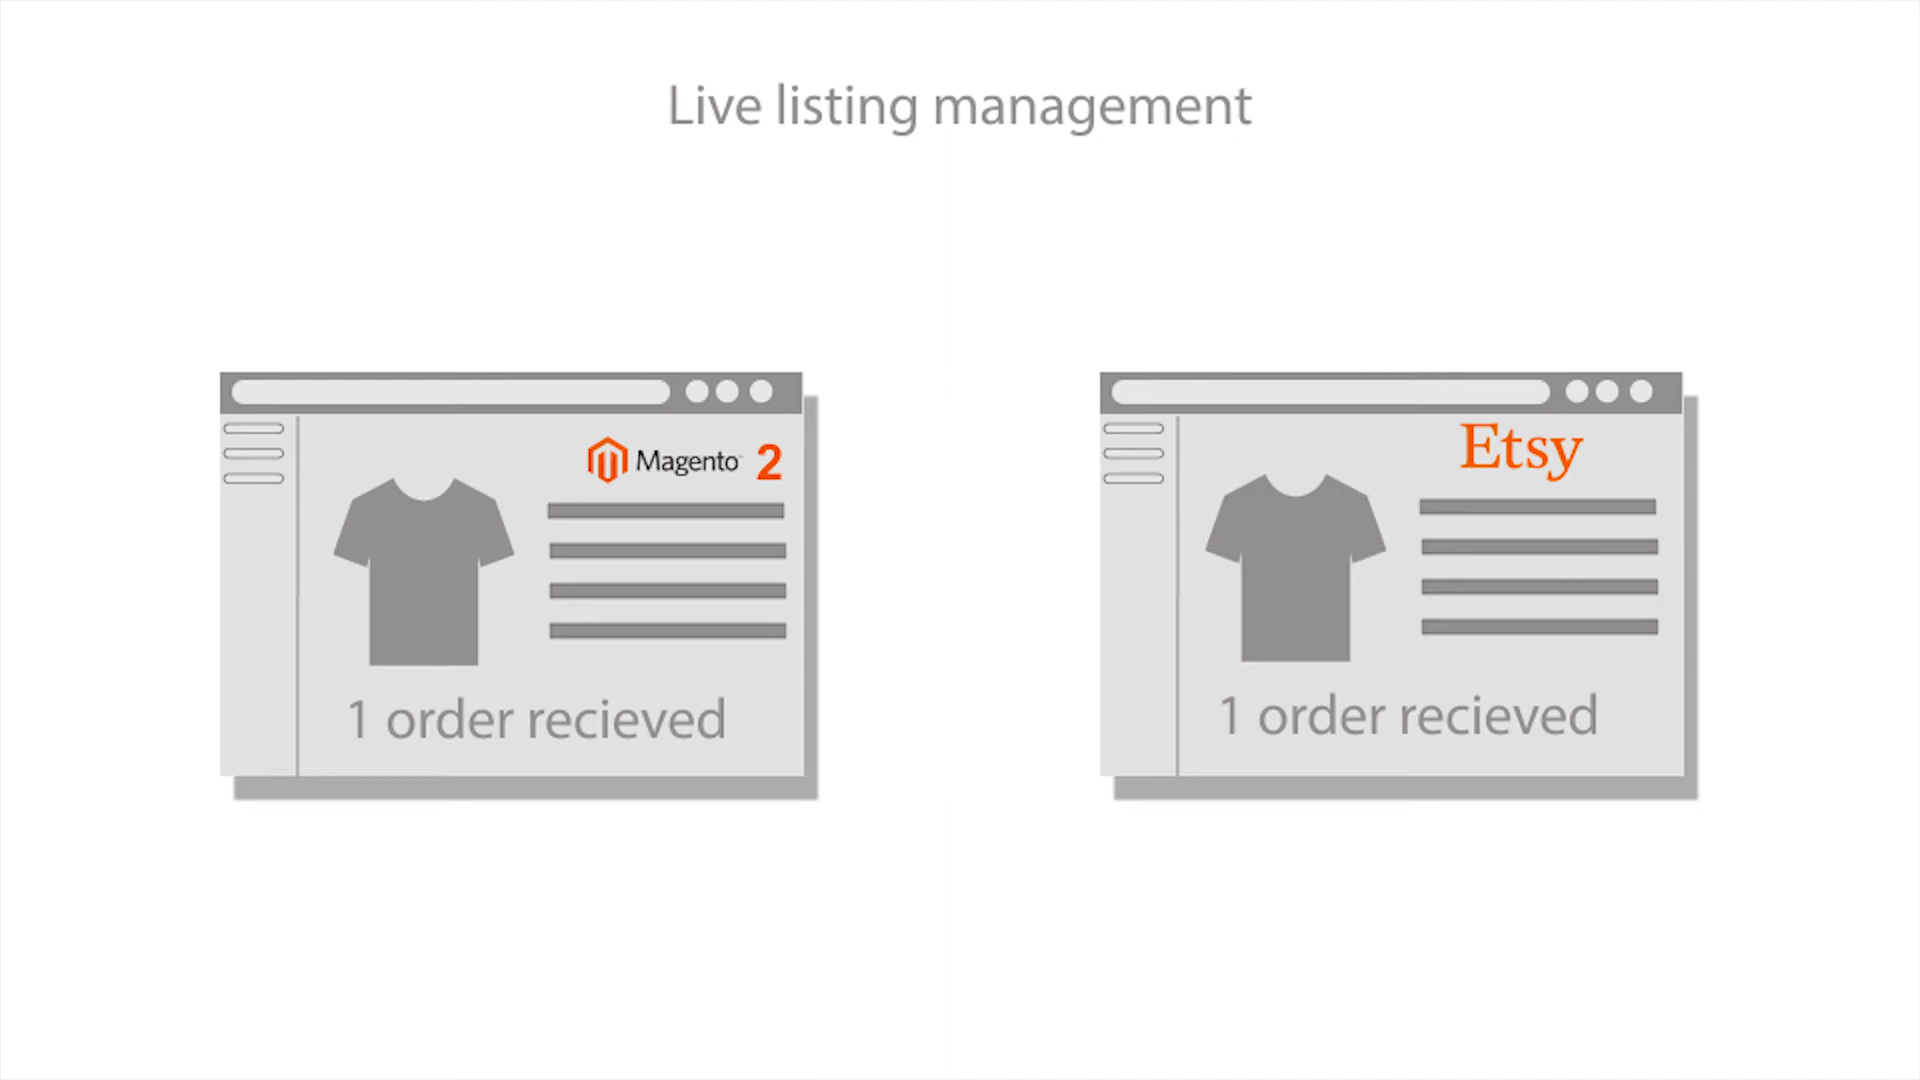 Live listing management
Magento 2
1 order recieved
Etsy
1 order recieved